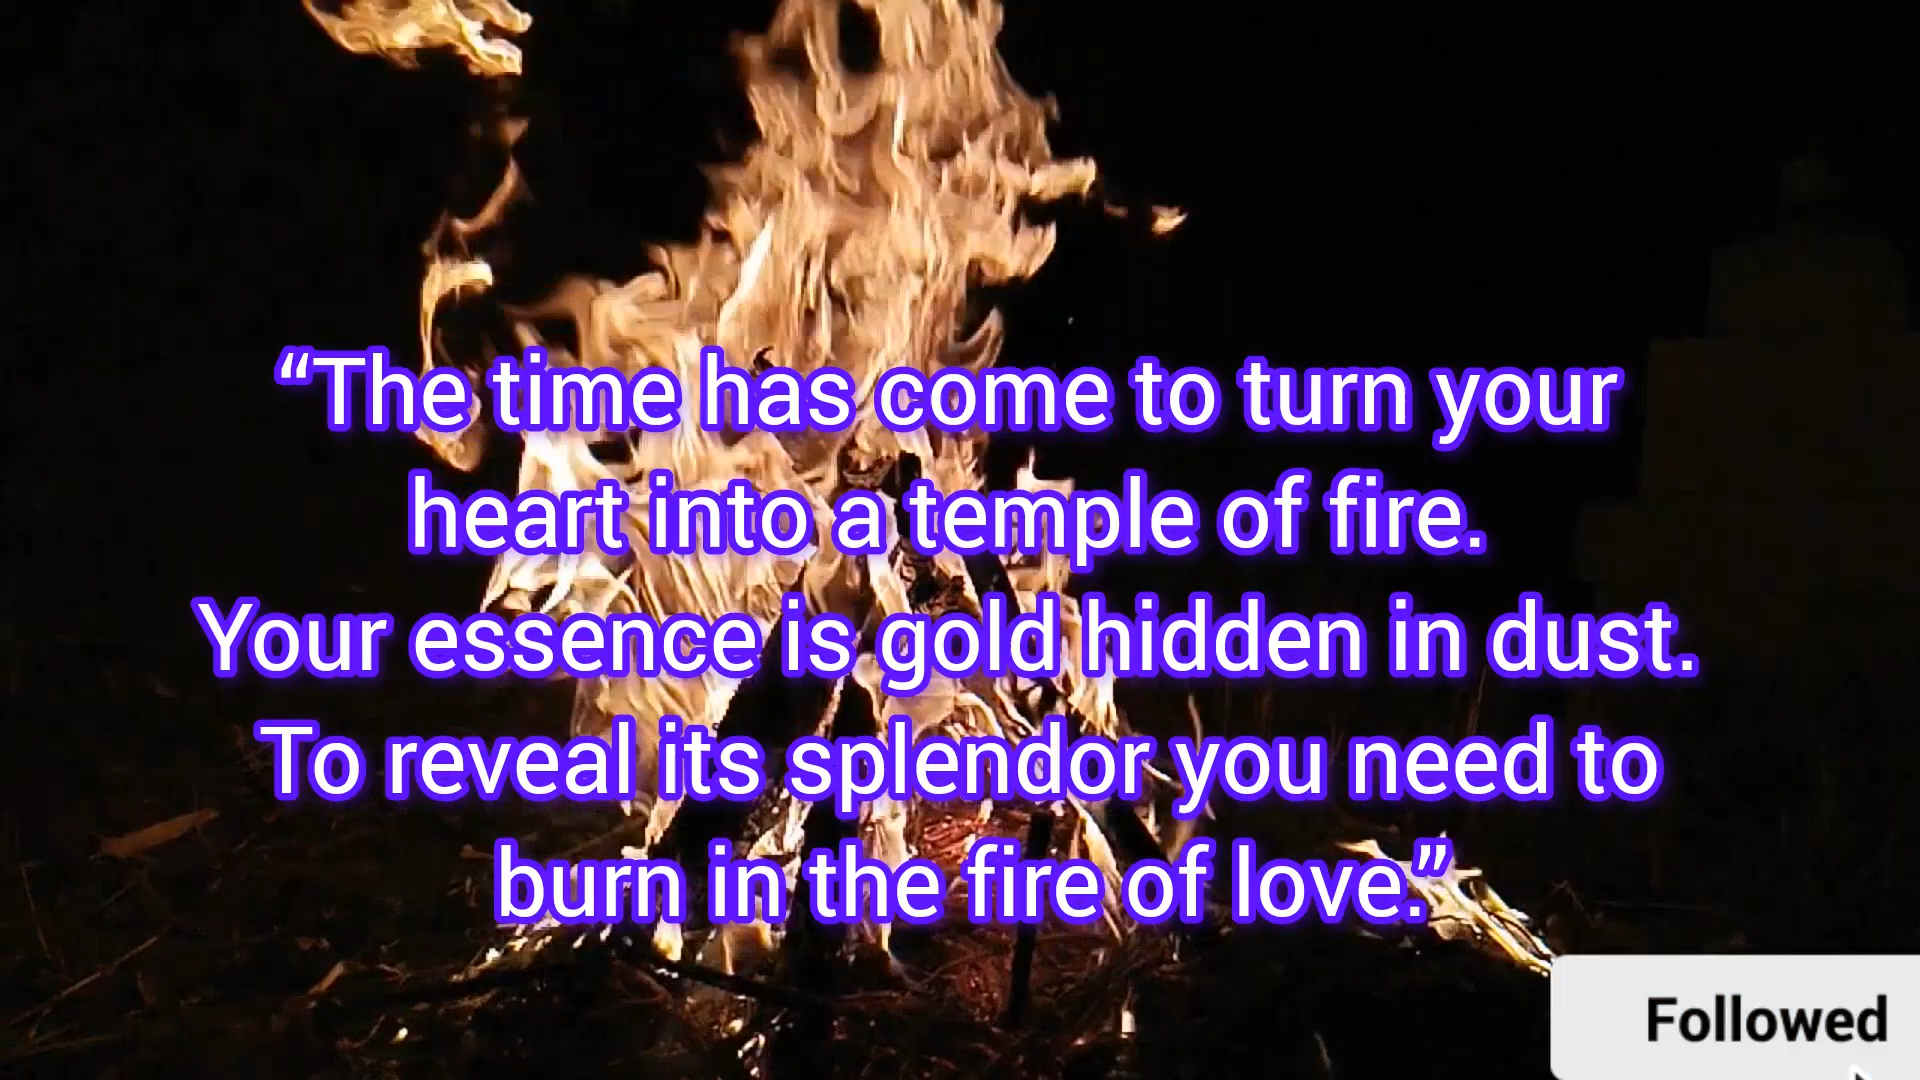 “The time has come to turn your
heart into a temple of fire.
Your essence is gold hidden in dust.
To reveal its splendor you need to
burn in the fire of love.”
Followed